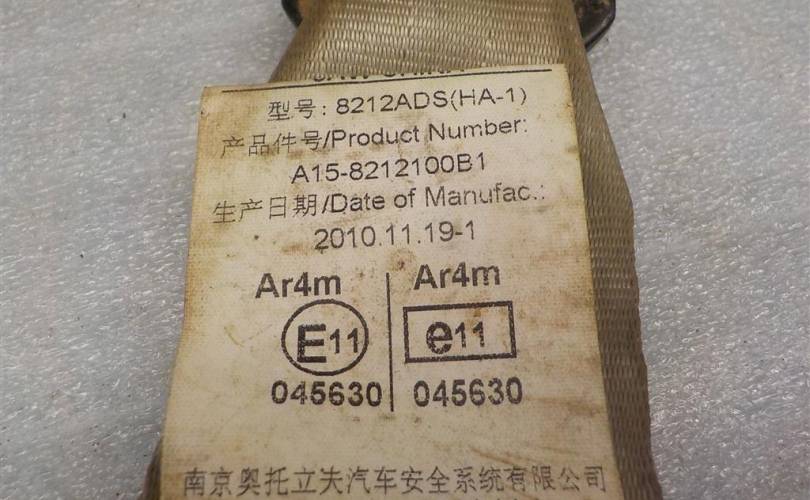 型号: 8212ADS(HA-1)
产品件号/Product Number:
A15-8212100B1
生产日期/Date of Manufac.:
2010.11.19-1
Ar4m Ar4m
E11 e11
045630 045630
南京奥托立夫汽车安全系统有限公司